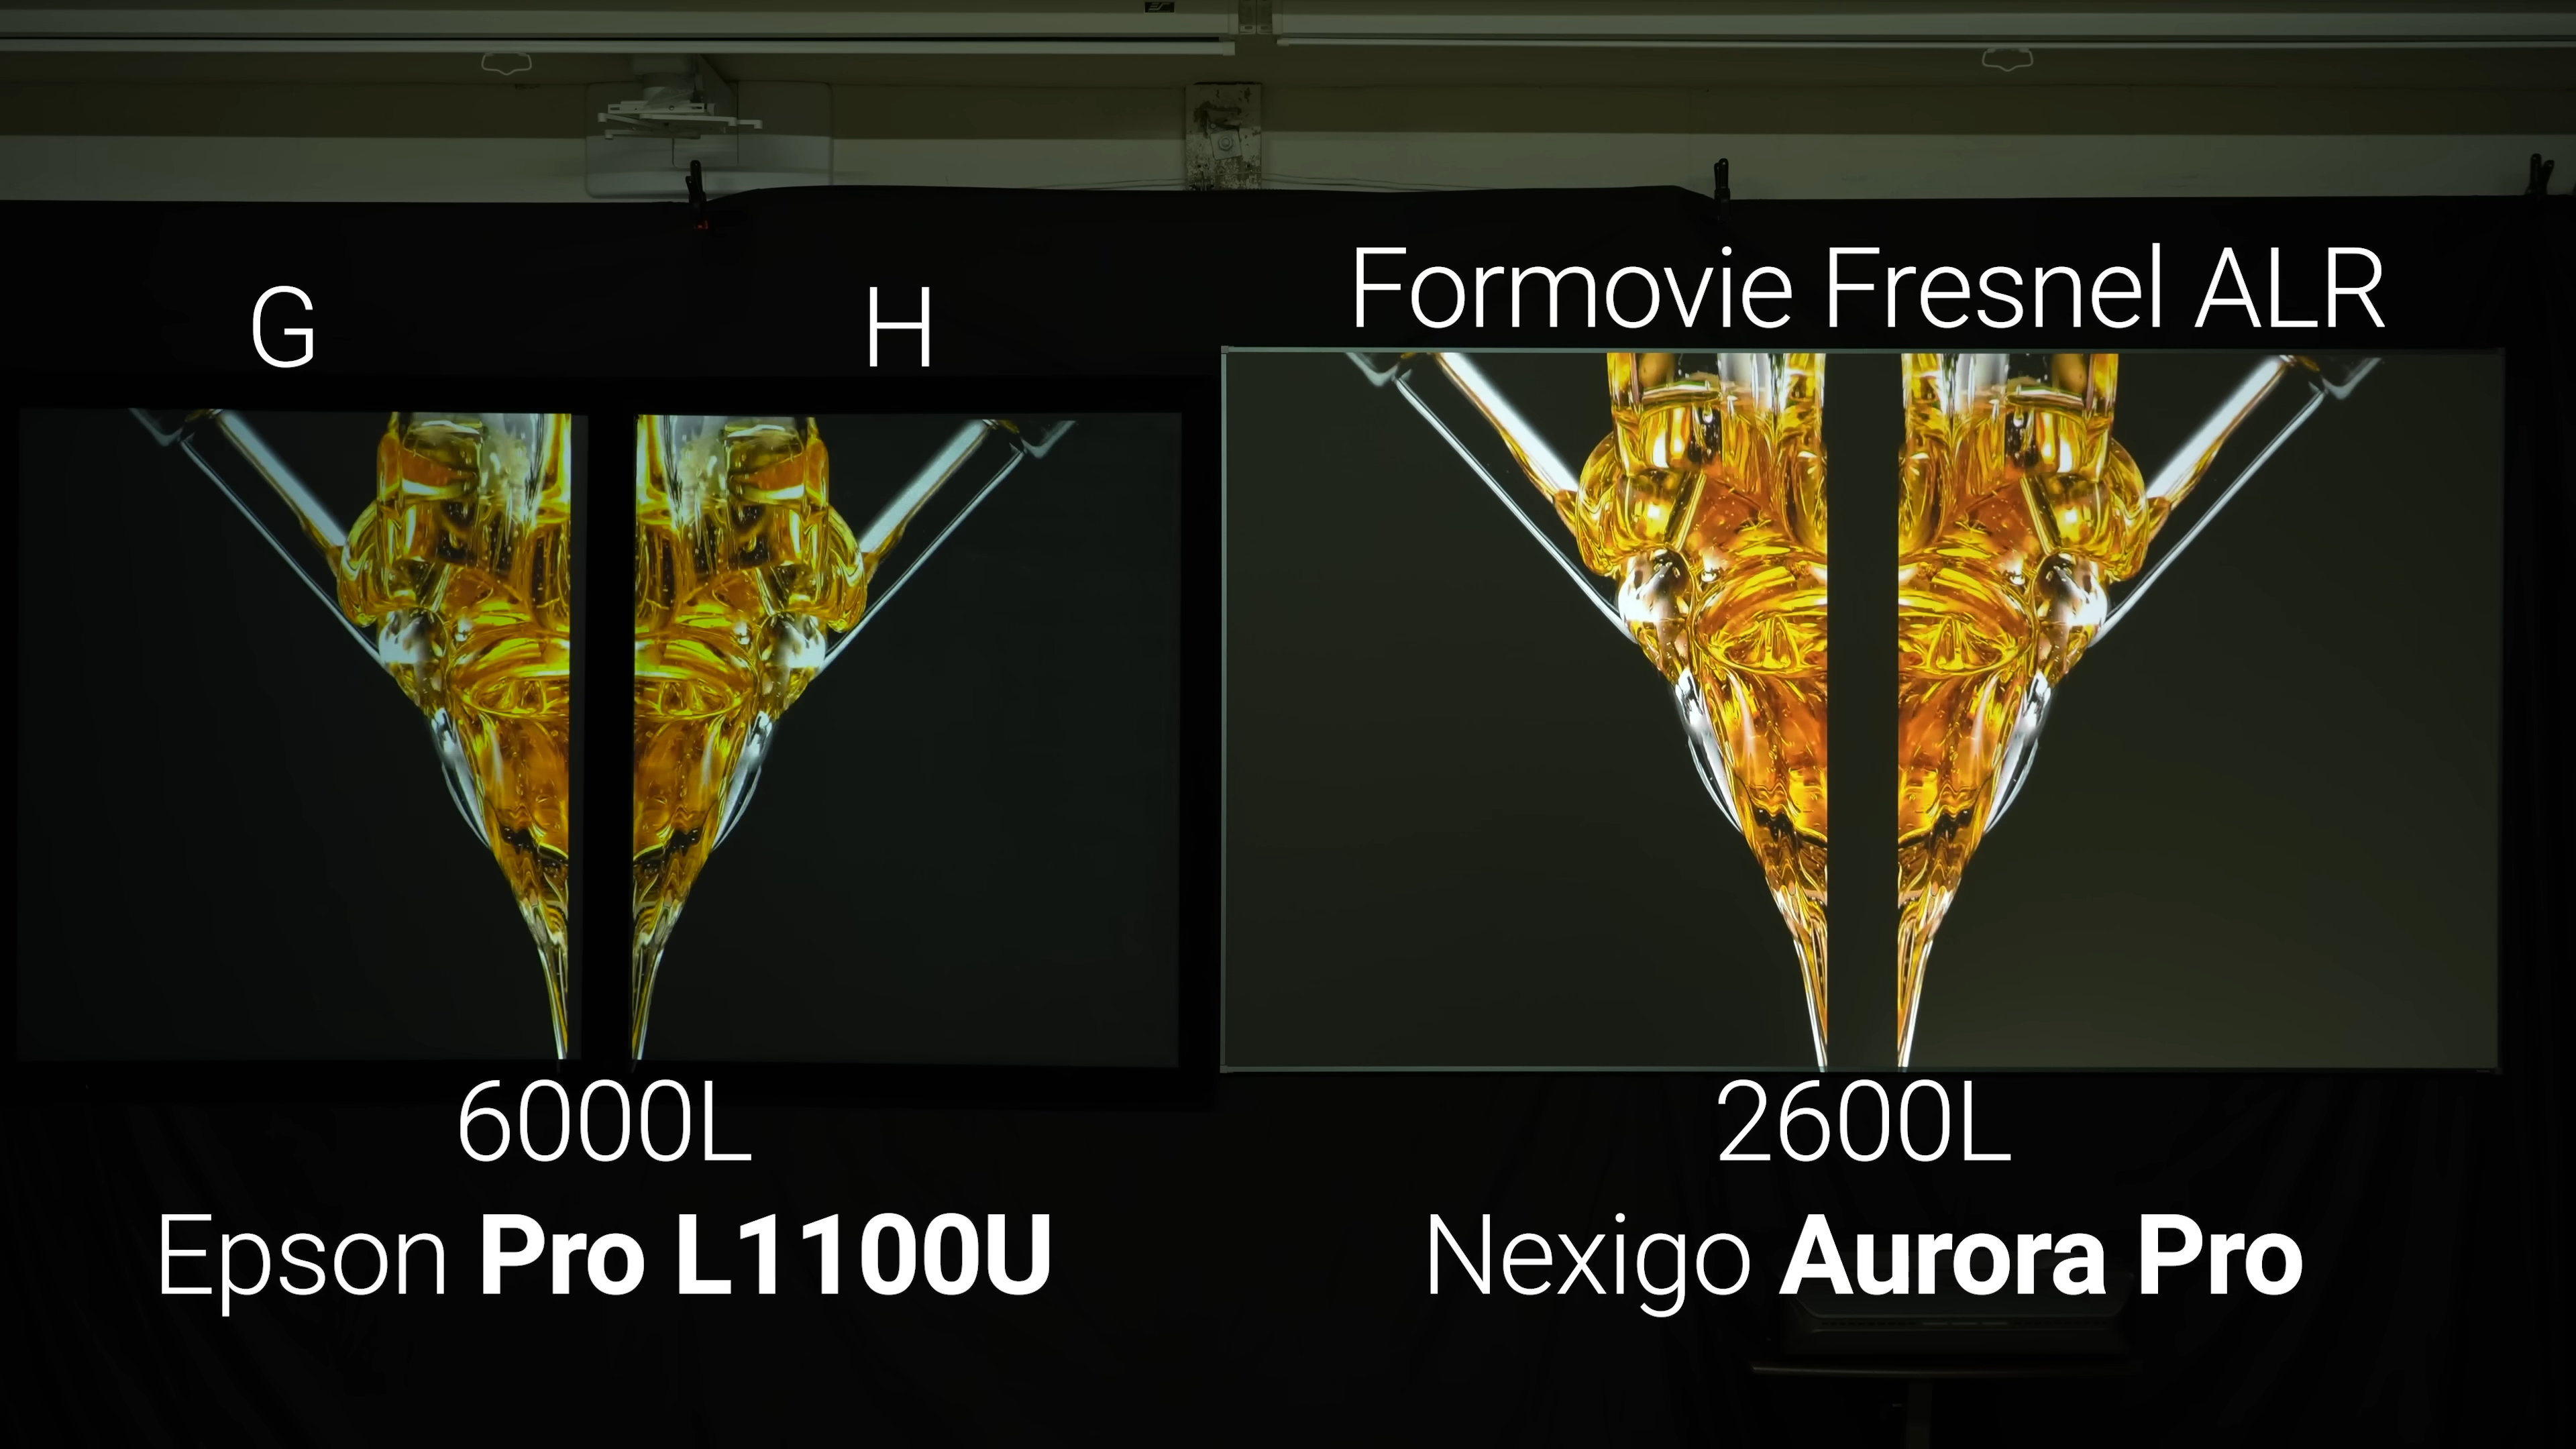 G
H
Formovie Fresnel ALR
6000L
2600L
Epson Pro L1100U
Nexigo Aurora Pro